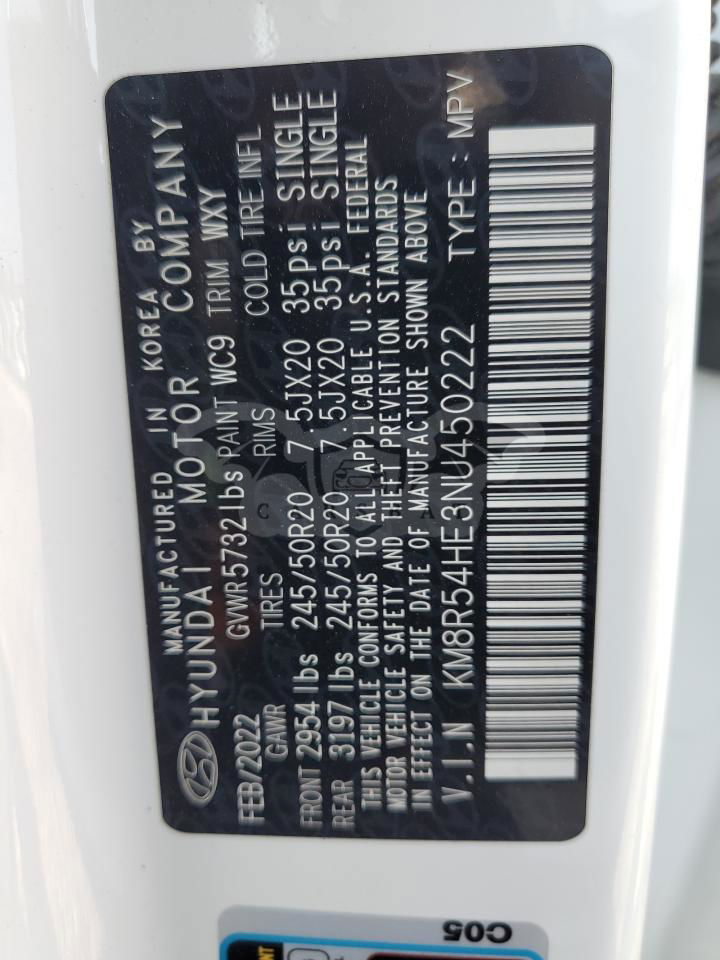 MANUFACTURED IN KOREA BY
HYUNDAI MOTOR COMPANY
FEB/2022 GVWR 5732 lbs PAINT WC9 TRIM WXY
GAWR TIRES RIMS COLD TIRE INFL
FRONT 2954 lbs 245/50R20 7.5JX20 35psi SINGLE
REAR 3197 lbs 245/50R20 7.5JX20 35psi SINGLE
THIS VEHICLE CONFORMS TO ALL APPLICABLE U.S.A. FEDERAL
MOTOR VEHICLE SAFETY AND THEFT PREVENTION STANDARDS
IN EFFECT ON THE DATE OF MANUFACTURE SHOWN ABOVE
V.I.N KM8R54HE3NU450222 TYPE : MPV
C05